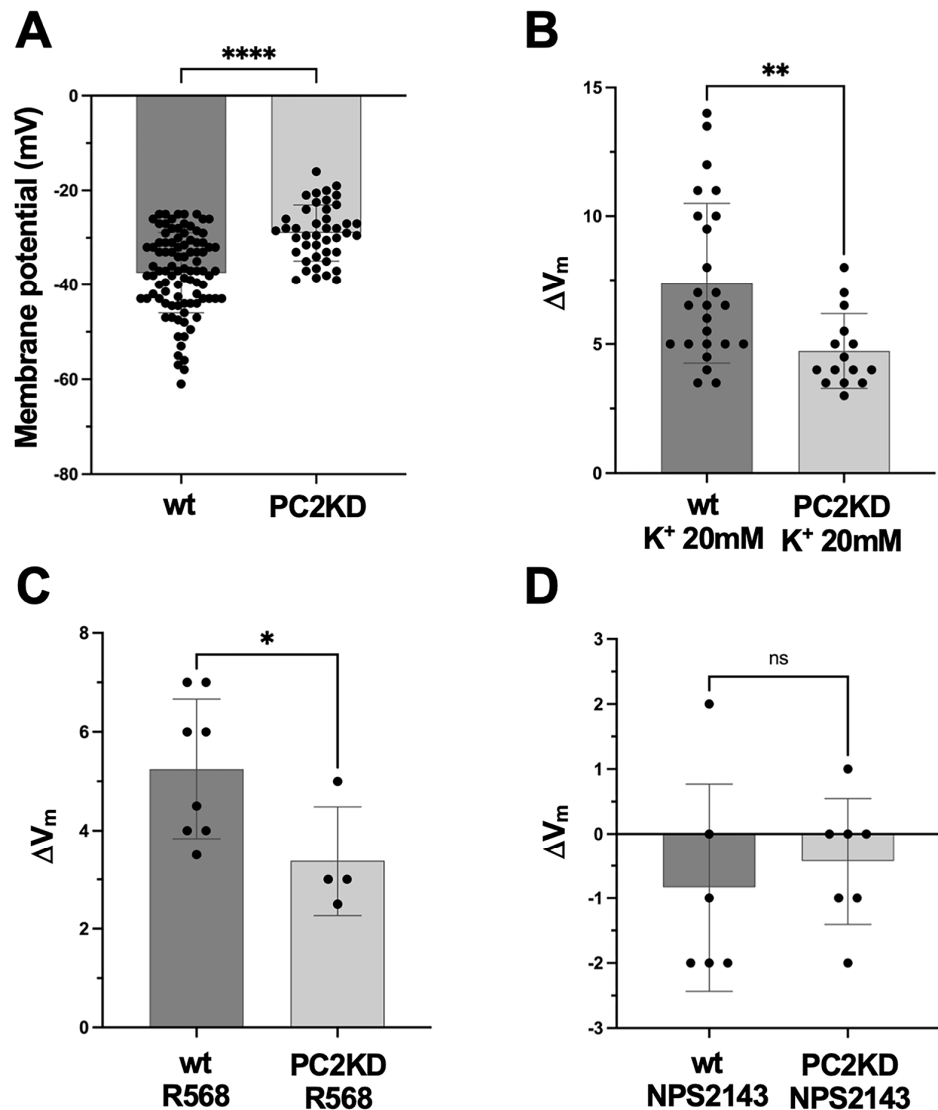 A
****
Membrane potential (mV)
0
-20
-40
-60
-80
wt
PC2KD
B
**
ΔVm
15
10
5
0
wt
K+ 20mM
PC2KD
K+ 20mM
C
*
ΔVm
8
6
4
2
0
wt
R568
PC2KD
R568
D
ns
ΔVm
3
2
1
0
-1
-2
-3
wt
NPS2143
PC2KD
NPS2143